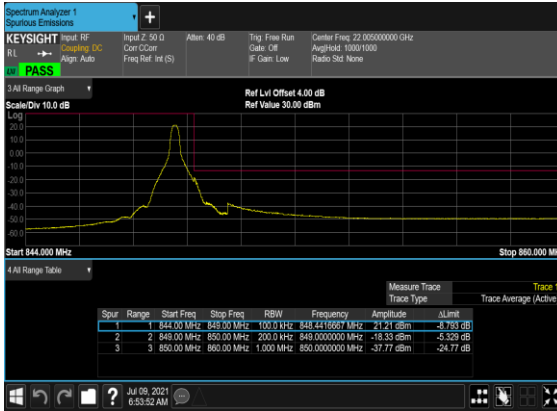 Spectrum Analyzer 1
Spurious Emissions
KEYSIGHT Input: RF Input Z: 50 Ω Atten: 40 dB Trig: Free Run Center Freq: 22.005000000 GHz
RL Coupling: DC Corr CCorr Gate: Off Avg|Hold: 1000/1000
Align: Auto Freq Ref: Int (S) IF Gain: Low Radio Std: None
PASS
3 All Range Graph
Ref Lvl Offset 4.00 dB
Scale/Div 10.0 dB Ref Value 30.00 dBm
Log
20.0
10.0
0.00
-10.0
-20.0
-30.0
-40.0
-50.0
-60.0
Start 844.000 MHz Stop 860.000 M
4 All Range Table
Measure Trace Trace 1
Trace Type Trace Average (Active
Spur Range Start Freq Stop Freq RBW Frequency Amplitude ΔLimit
1 1 844.00 MHz 849.00 MHz 100.0 kHz 848.4416667 MHz 21.21 dBm -8.793 dB
2 2 849.00 MHz 850.00 MHz 200.0 kHz 849.0000000 MHz -18.33 dBm -5.329 dB
3 3 850.00 MHz 860.00 MHz 1.000 MHz 850.0000000 MHz -37.77 dBm -24.77 dB
Jul 09, 2021
6:53:52 AM